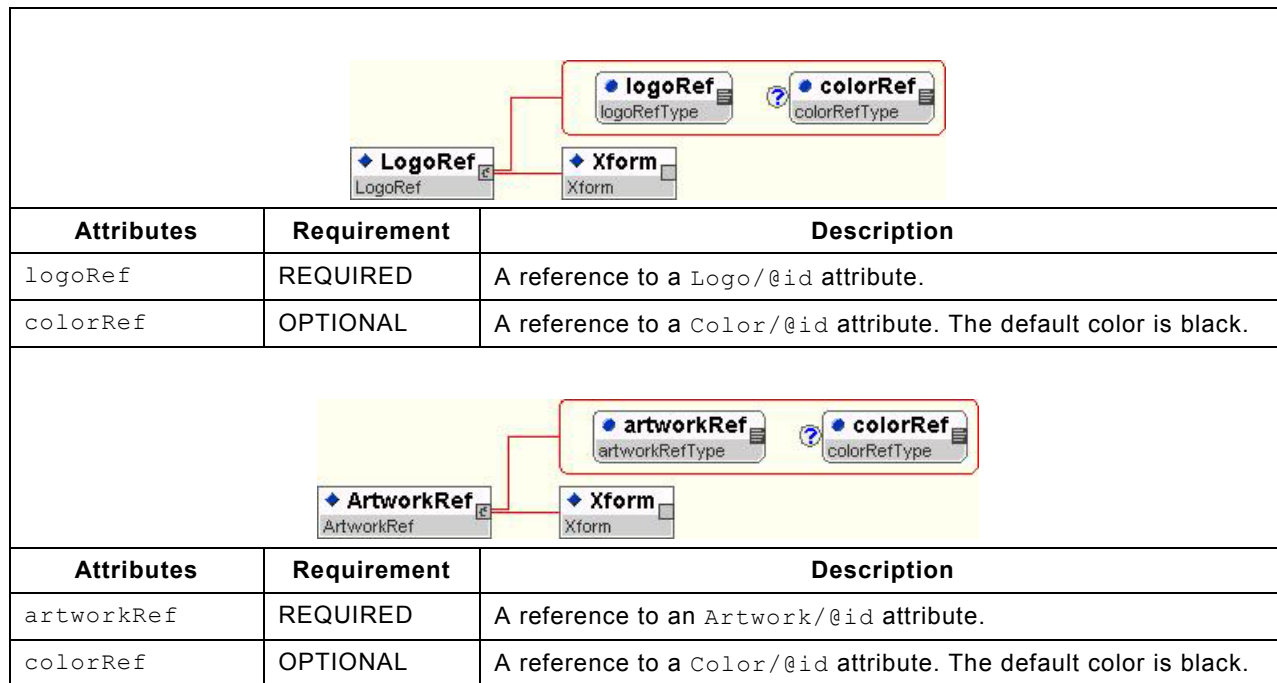 logoRef colorRef
logoRefType colorRefType
LogoRef Xform
LogoRef Xform
Attributes Requirement Description
logoRef REQUIRED A reference to a Logo/@id attribute.
colorRef OPTIONAL A reference to a Color/@id attribute. The default color is black.
artworkRef ? colorRef
artworkRefType colorRefType
ArtworkRef Xform
ArtworkRef Xform
Attributes Requirement Description
artworkRef REQUIRED A reference to an Artwork/@id attribute.
colorRef OPTIONAL A reference to a Color/@id attribute. The default color is black.